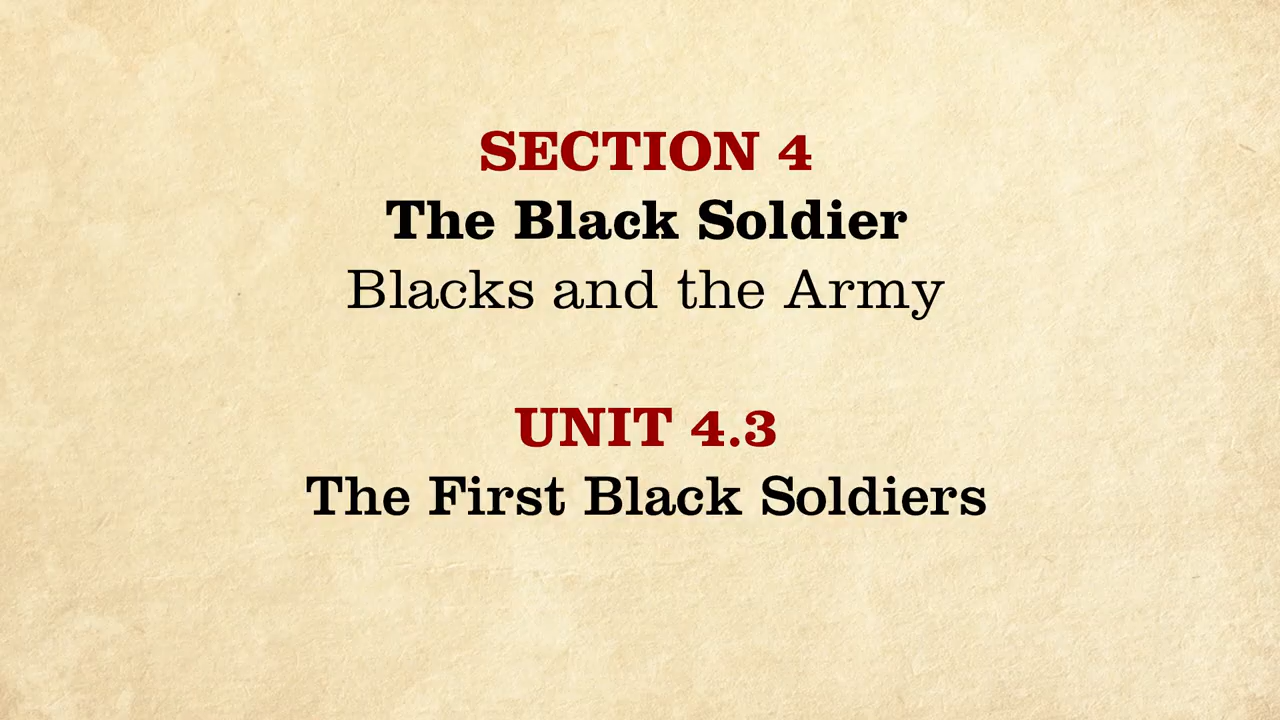 SECTION 4
The Black Soldier
Blacks and the Army
UNIT 4.3
The First Black Soldiers